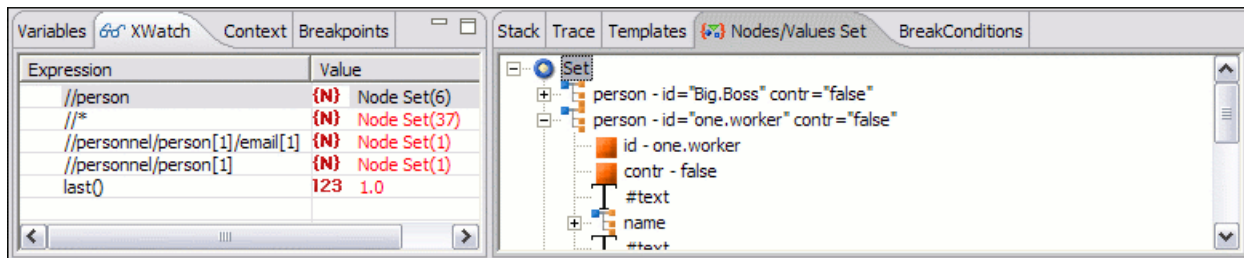 Variables XWatch Context Breakpoints
Expression Value
//person {N} Node Set(6)
//* {N} Node Set(37)
//personnel/person[1]/email[1] {N} Node Set(1)
//personnel/person[1] {N} Node Set(1)
last() 123 1.0
Stack Trace Templates Nodes/Values Set BreakConditions
Set
person - id="Big.Boss" contr="false"
person - id="one.worker" contr="false"
id - one.worker
contr - false
#text
name
#text